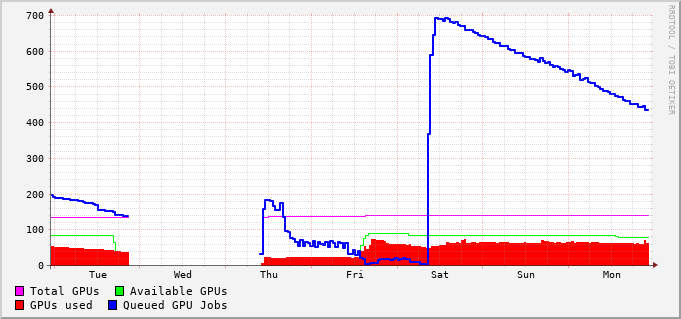 700
600
500
400
300
200
100
0
Tue Wed Thu Fri Sat Sun Mon
Total GPUs Available GPUs
GPUs used Queued GPU Jobs
RRDTOOL / TOBI OETIKER